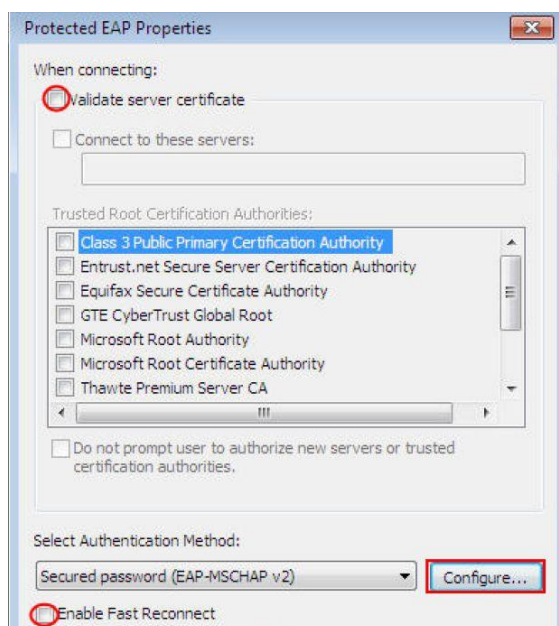 Protected EAP Properties
When connecting:
Validate server certificate
Connect to these servers:
Trusted Root Certification Authorities:
Class 3 Public Primary Certification Authority
Entrust.net Secure Server Certification Authority
Equifax Secure Certificate Authority
GTE CyberTrust Global Root
Microsoft Root Authority
Microsoft Root Certificate Authority
Thawte Premium Server CA
Do not prompt user to authorize new servers or trusted
certification authorities.
Select Authentication Method:
Secured password (EAP-MSCHAP v2) Configure...
Enable Fast Reconnect